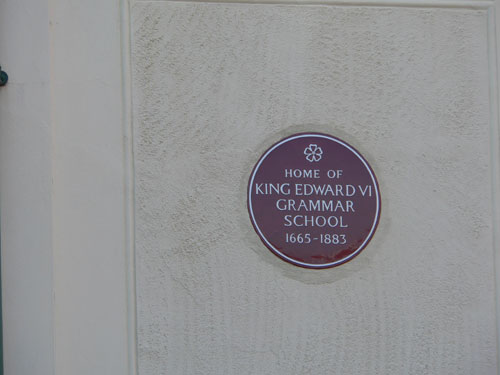 HOME OF
KING EDWARD VI
GRAMMAR
SCHOOL
1665-1883